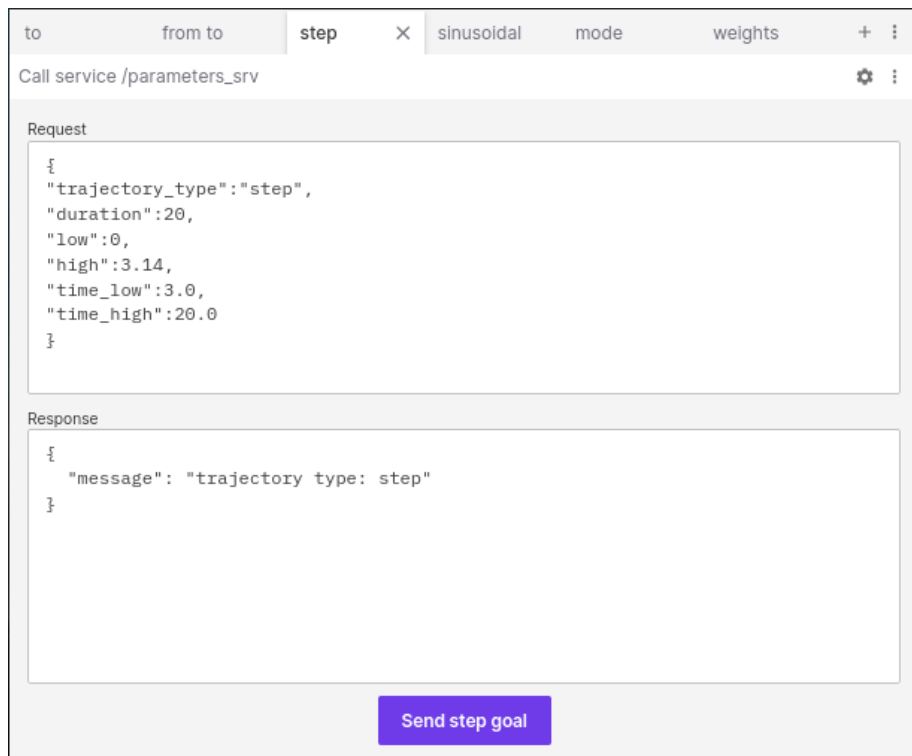 to from to step sinusoidal mode weights
Call service /parameters_srv
Request
{
"trajectory_type":"step",
"duration":20,
"low":0,
"high":3.14,
"time_low":3.0,
"time_high":20.0
}
Response
{
"message": "trajectory type: step"
}
Send step goal